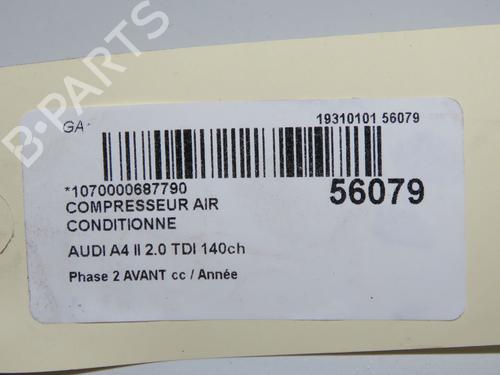 GA
19310101 56079
*1070000687790
56079
COMPRESSEUR AIR
CONDITIONNE
AUDI A4 II 2.0 TDI 140ch
Phase 2 AVANT cc / Année
B-PARTS